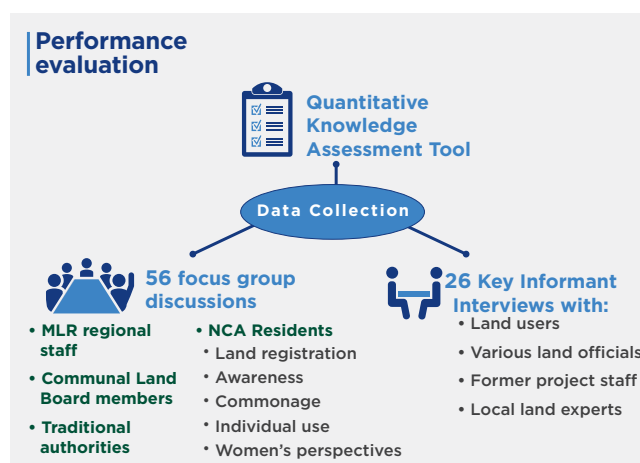 Performance
evaluation
Quantitative
Knowledge
Assessment Tool
Data Collection
56 focus group
discussions
• MLR regional
staff
• Communal Land
Board members
• Traditional
authorities
• NCA Residents
• Land registration
• Awareness
• Commonage
• Individual use
• Women's perspectives
26 Key Informant
Interviews with:
• Land users
• Various land officials
• Former project staff
• Local land experts